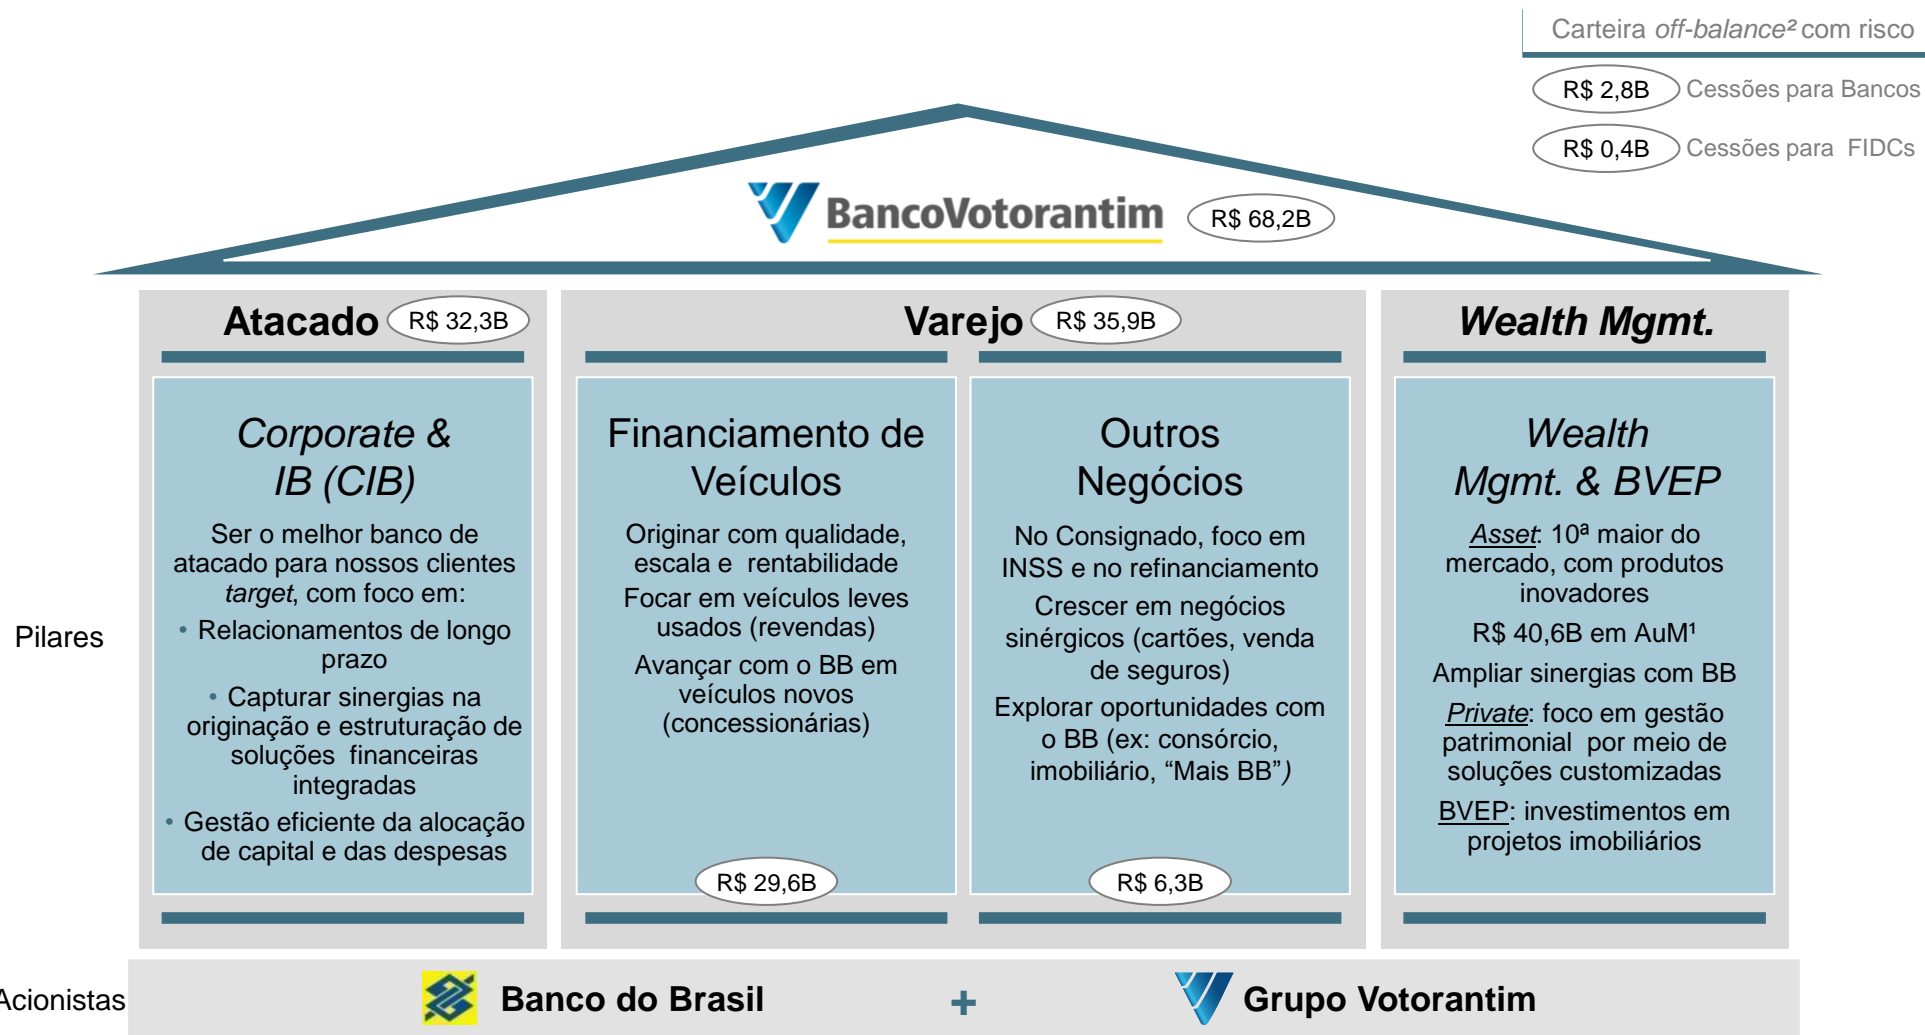 Carteira off-balance² com risco
R$ 2,8B Cessões para Bancos
R$ 0,4B Cessões para FIDCs
BancoVotorantim R$ 68,2B
Atacado R$ 32,3B
Varejo R$ 35,9B
Wealth Mgmt.
Pilares
Corporate &
IB (CIB)
Ser o melhor banco de
atacado para nossos clientes
target, com foco em:
• Relacionamentos de longo
prazo
• Capturar sinergias na
originação e estruturação de
soluções financeiras
integradas
• Gestão eficiente da alocação
de capital e das despesas
Financiamento de
Veículos
Originar com qualidade,
escala e rentabilidade
Focar em veículos leves
usados (revendas)
Avançar com o BB em
veículos novos
(concessionárias)
R$ 29,6B
Outros
Negócios
No Consignado, foco em
INSS e no refinanciamento
Crescer em negócios
sinérgicos (cartões, venda
de seguros)
Explorar oportunidades com
o BB (ex: consórcio,
imobiliário, “Mais BB”)
R$ 6,3B
Wealth
Mgmt. & BVEP
Asset: 10ª maior do
mercado, com produtos
inovadores
R$ 40,6B em AuM¹
Ampliar sinergias com BB
Private: foco em gestão
patrimonial por meio de
soluções customizadas
BVEP: investimentos em
projetos imobiliários
Acionistas
Banco do Brasil + Grupo Votorantim